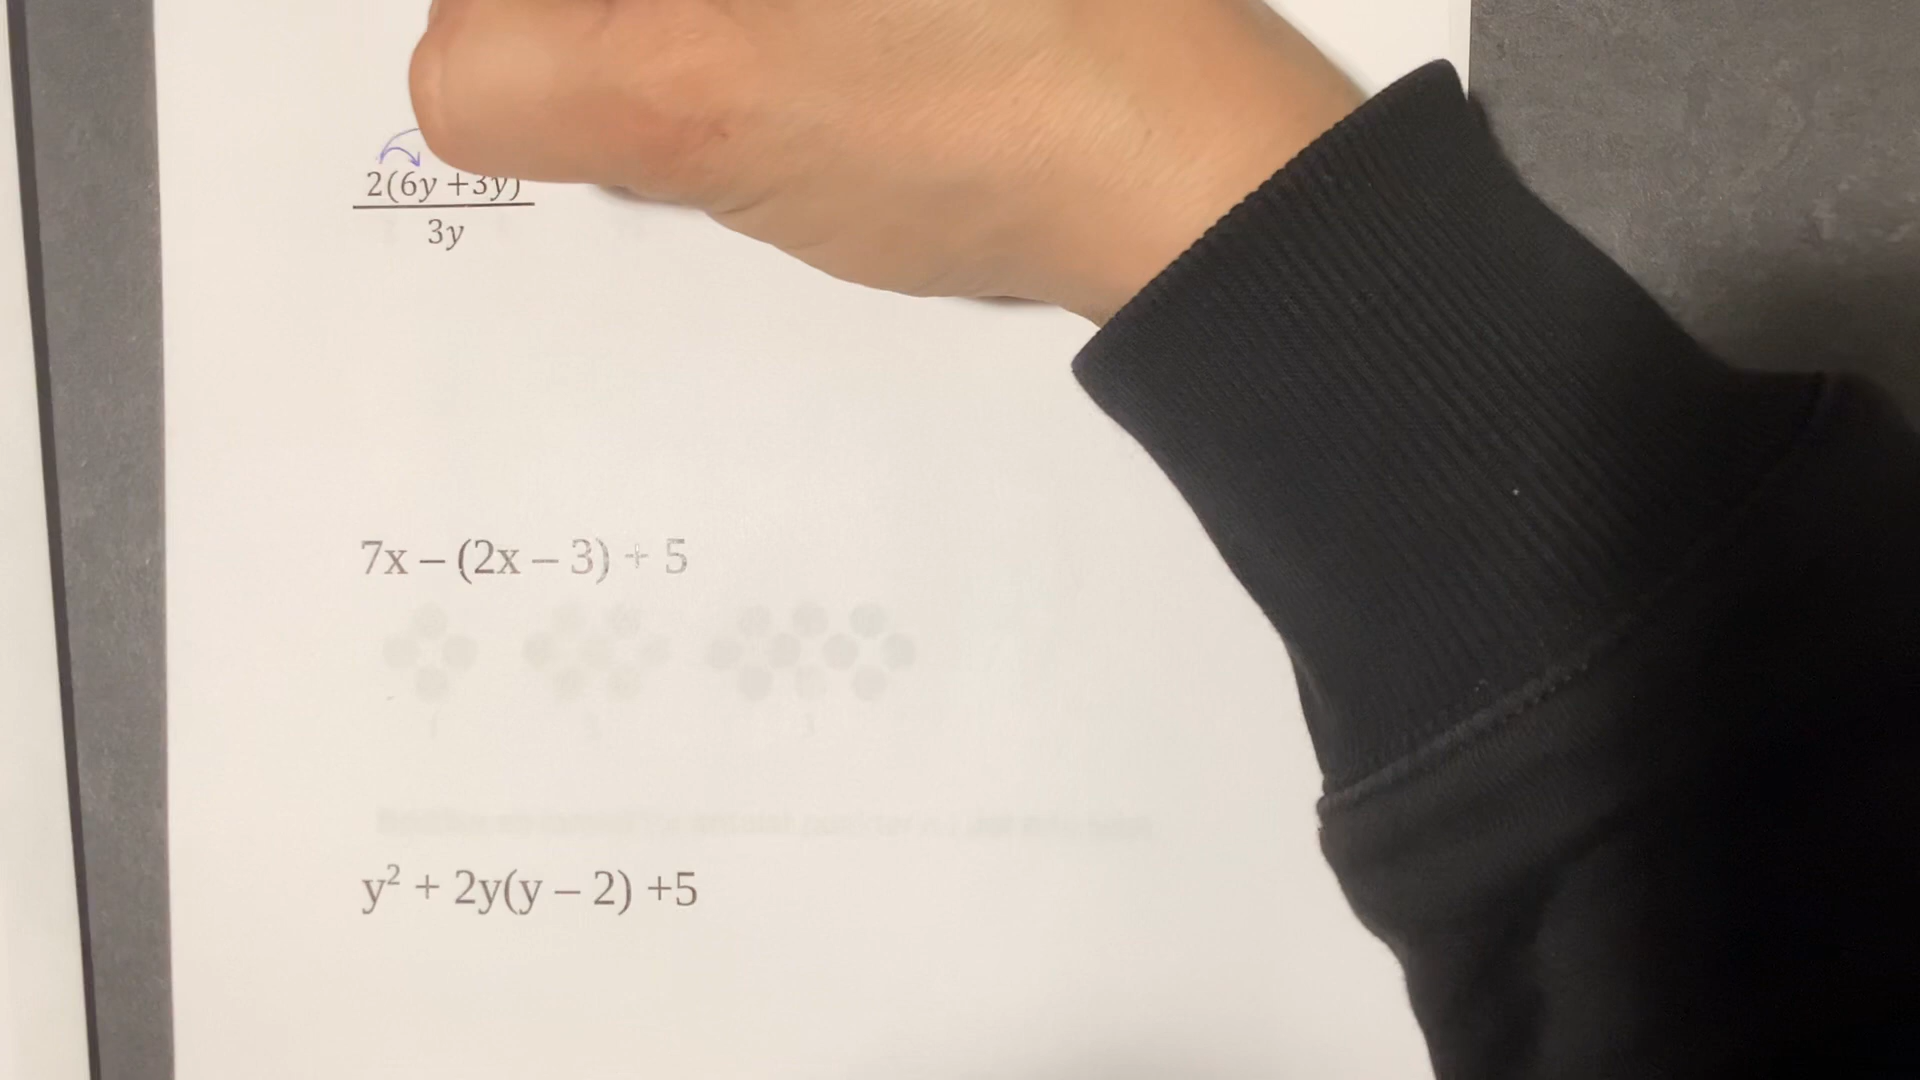 2(6y +3y)
3y
7x – (2x – 3) + 5
y² + 2y(y – 2) +5